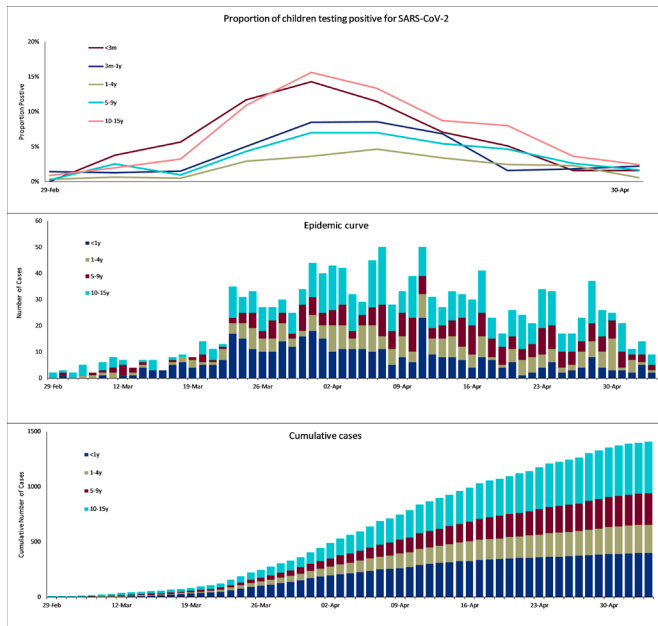 Proportion of children testing positive for SARS-CoV-2
20%
15%
10%
5%
0%
Proportion Postive
<3m
3m-1y
1-4y
5-9y
10-15y
29-Feb
30-Apr
Epidemic curve
60
50
40
30
20
10
0
Number of Cases
<1y
1-4y
5-9y
10-15y
29-Feb
12-Mar
19-Mar
26-Mar
02-Apr
09-Apr
16-Apr
23-Apr
30-Apr
Cumulative cases
1500
1000
500
0
Cumulative Number of Cases
<1y
1-4y
5-9y
10-15y
29-Feb
12-Mar
19-Mar
26-Mar
02-Apr
09-Apr
16-Apr
23-Apr
30-Apr